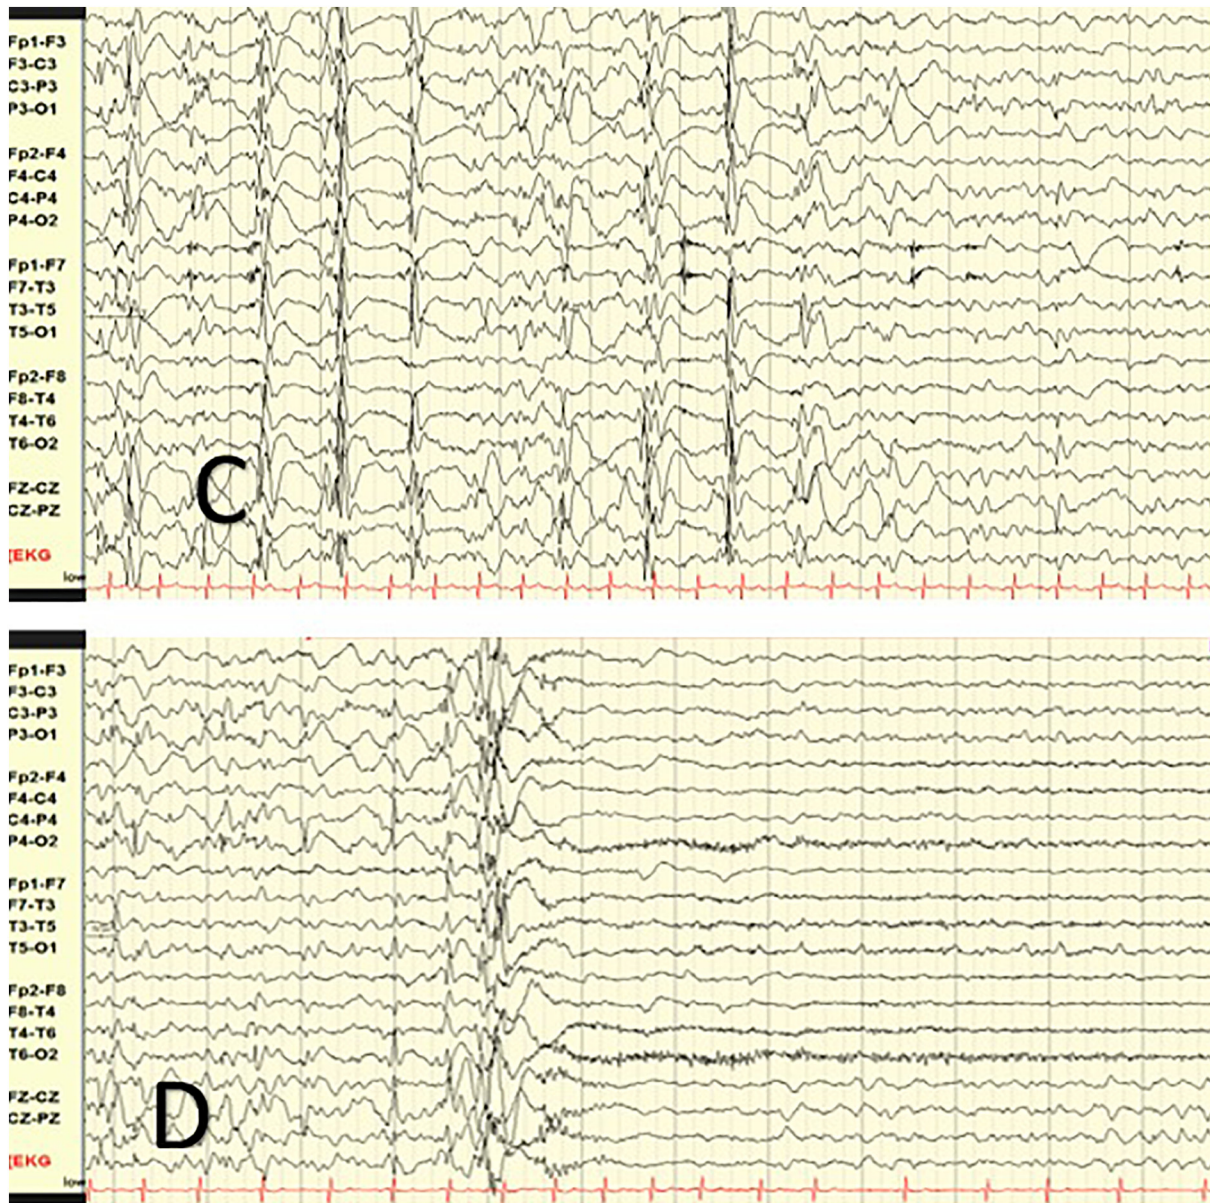 Fp1-F3
F3-C3
C3-P3
P3-O1
Fp2-F4
F4-C4
C4-P4
P4-O2
Fp1-F7
F7-T3
T3-T5
T5-O1
Fp2-F8
F8-T4
T4-T6
T6-O2
C
FZ-CZ
CZ-PZ
[EKG
low
Fp1-F3
F3-C3
C3-P3
P3-O1
Fp2-F4
F4-C4
C4-P4
P4-O2
Fp1-F7
F7-T3
T3-T5
T5-O1
Fp2-F8
F8-T4
T4-T6
T6-O2
FZ-CZ
D
CZ-PZ
[EKG
low